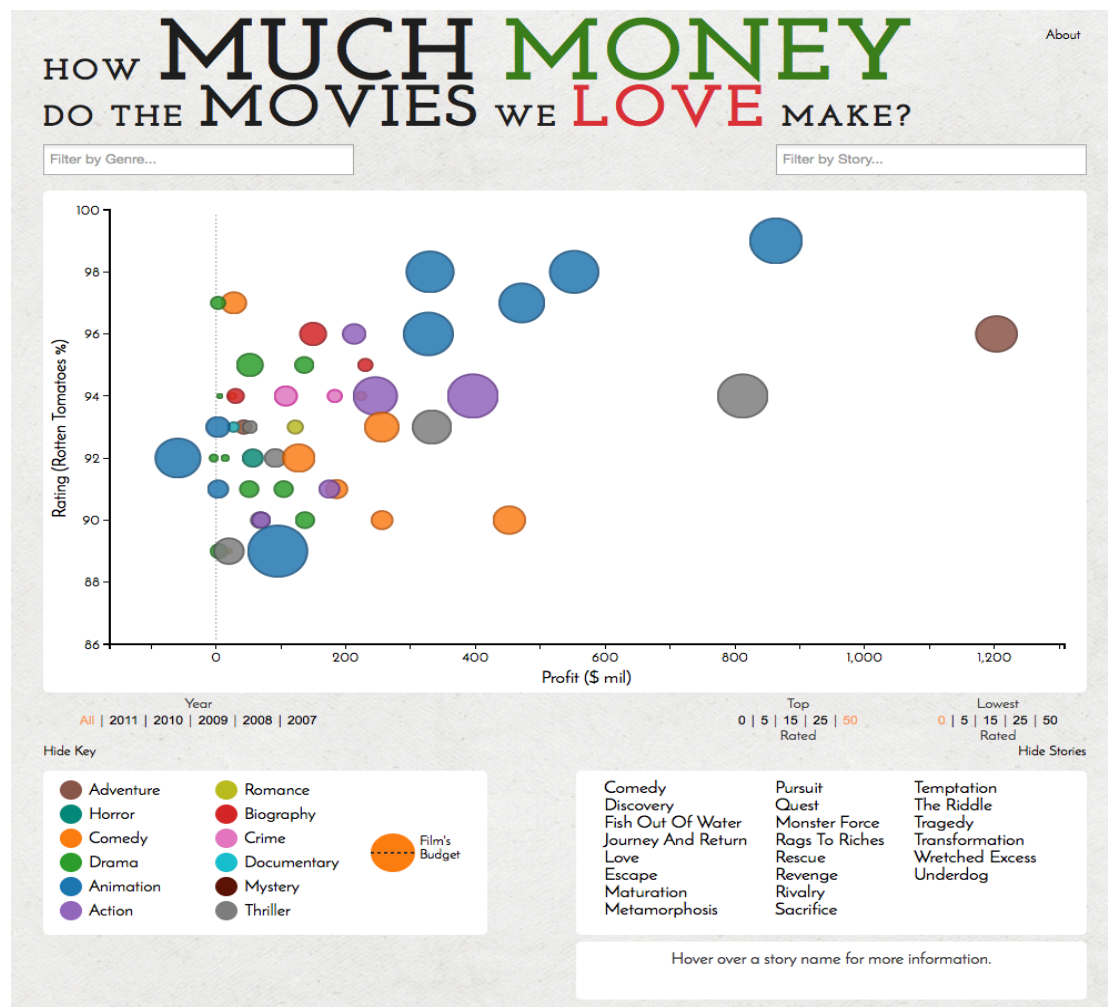 HOW MUCH MONEY
DO THE MOVIES WE LOVE MAKE?
About
Filter by Genre...
Filter by Story...
Rating (Rotten Tomatoes %)
100
98
96
94
92
90
88
86
0 200 400 600 800 1,000 1,200
Profit ($ mil)
Year
All | 2011 | 2010 | 2009 | 2008 | 2007
Top
0 | 5 | 15 | 25 | 50
Rated
Lowest
0 | 5 | 15 | 25 | 50
Rated
Hide Key
Hide Stories
Adventure
Horror
Comedy
Drama
Animation
Action
Romance
Biography
Crime
Documentary
Mystery
Thriller
Film's
Budget
Comedy
Discovery
Fish Out Of Water
Journey And Return
Love
Escape
Maturation
Metamorphosis
Pursuit
Quest
Monster Force
Rags To Riches
Rescue
Revenge
Rivalry
Sacrifice
Temptation
The Riddle
Tragedy
Transformation
Wretched Excess
Underdog
Hover over a story name for more information.